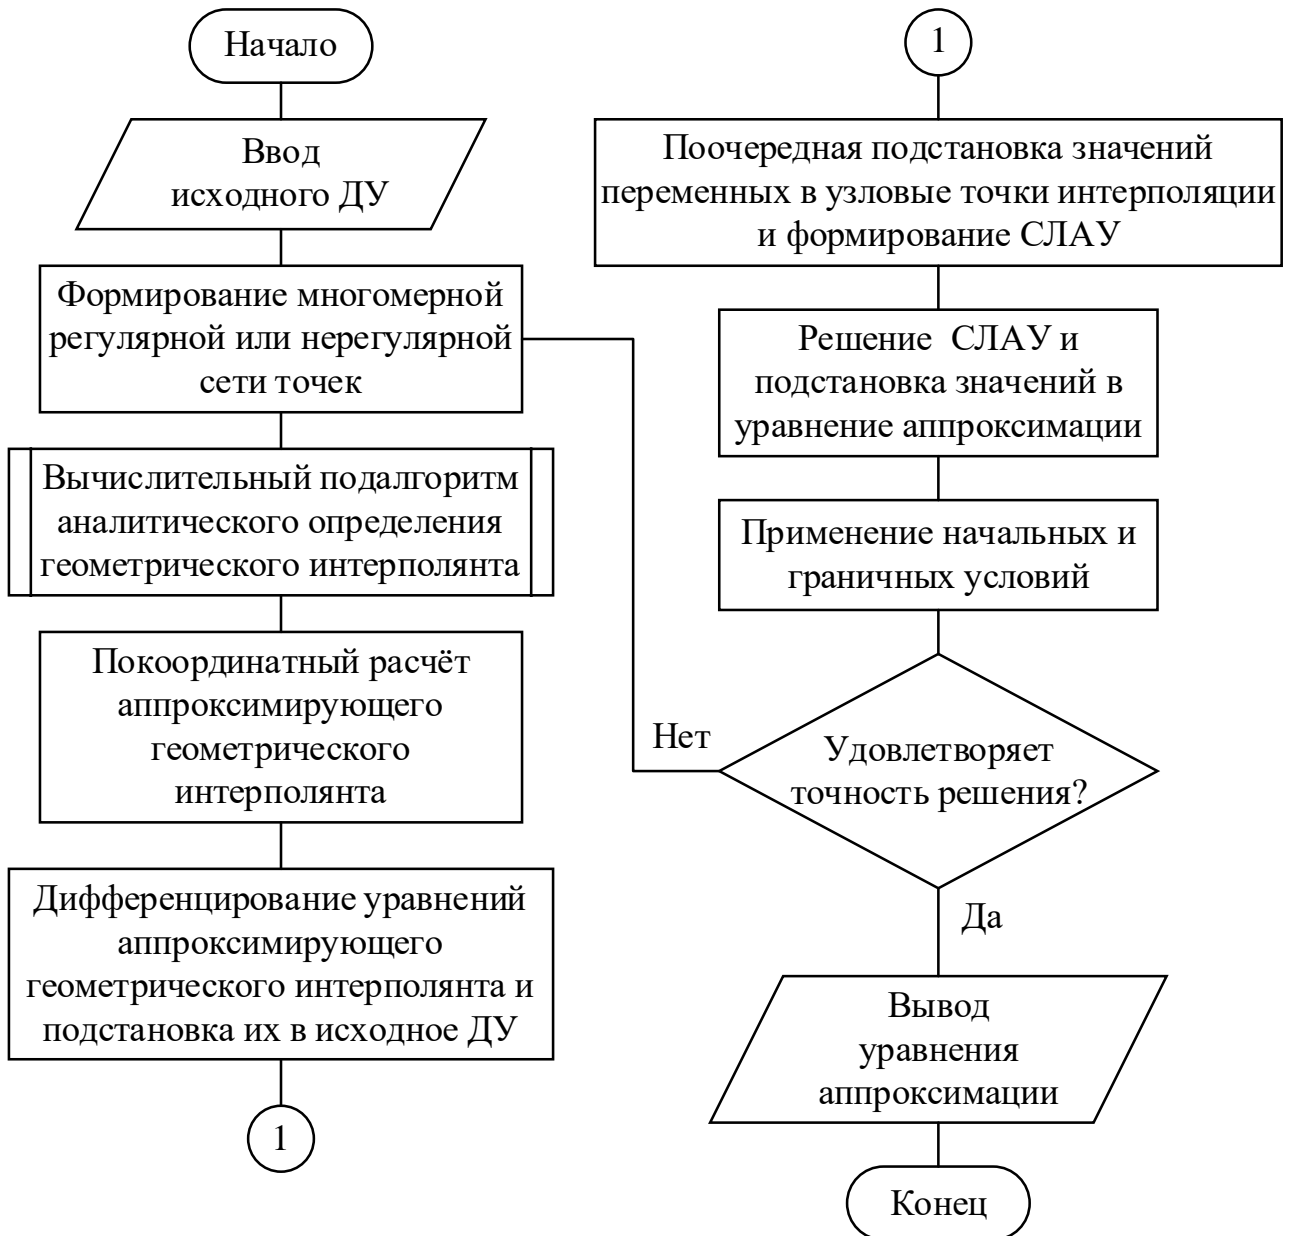 Начало
Ввод
исходного ДУ
Формирование многомерной
регулярной или нерегулярной
сети точек
Вычислительный подалгоритм
аналитического определения
геометрического интерполянта
Покоординатный расчёт
аппроксимирующего
геометрического
интерполянта
Дифференцирование уравнений
аппроксимирующего
геометрического интерполянта и
подстановка их в исходное ДУ
1
1
Поочередная подстановка значений
переменных в узловые точки интерполяции
и формирование СЛАУ
Решение СЛАУ и
подстановка значений в
уравнение аппроксимации
Применение начальных и
граничных условий
Удовлетворяет
точность решения?
Нет
Да
Вывод
уравнения
аппроксимации
Конец